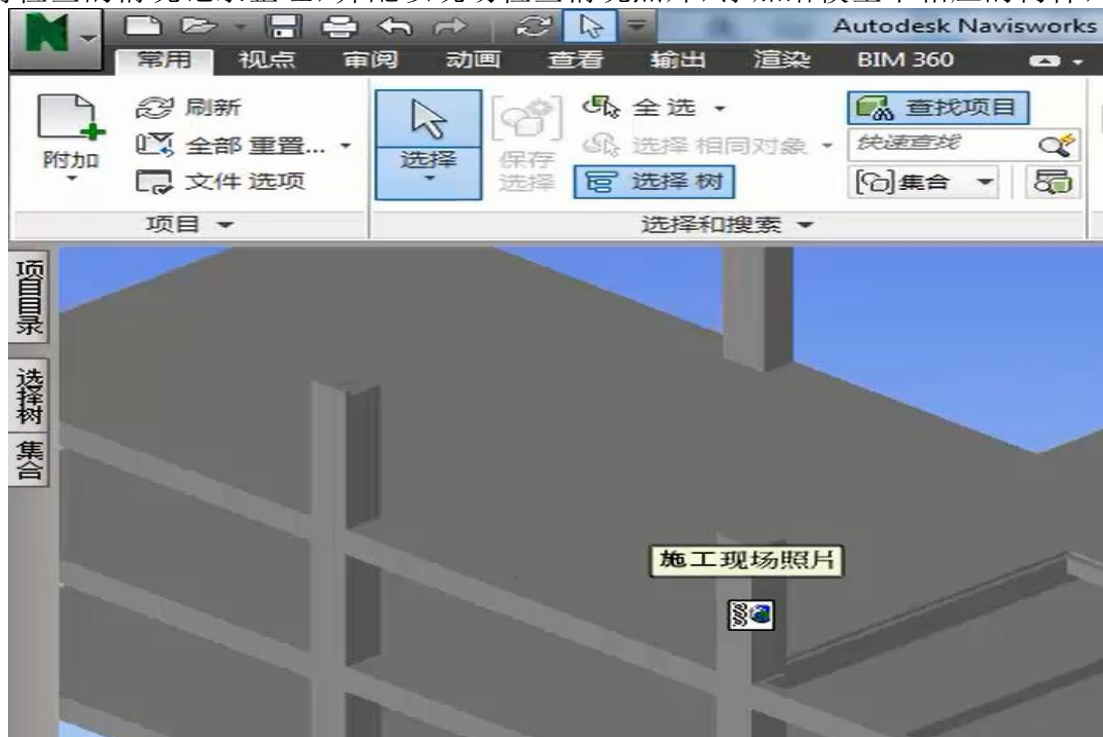 Autodesk Navisworks
常用 视点 审阅 动画 查看 输出 渲染 BIM 360
附加
刷新
全部 重置...
文件 选项
选择
保存
选择
全选
选择 相同对象
选择 树
查找项目
快速查找
集合
项目
选择和搜索
项目目录
选择树
集合
施工现场照片